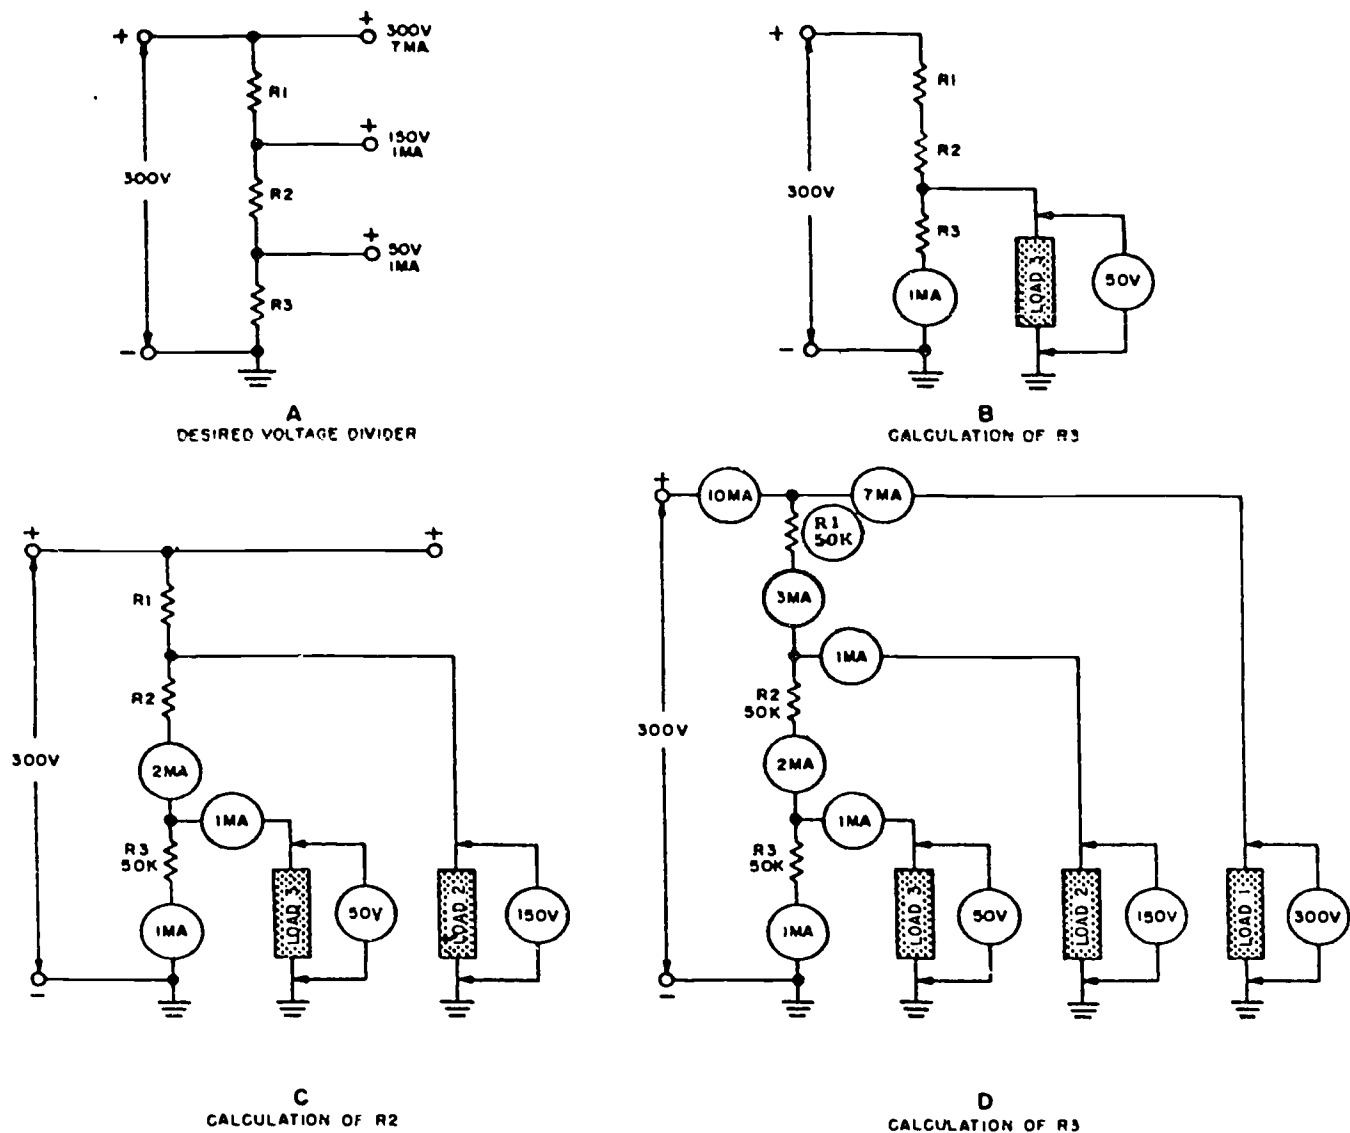 +
+
300V
7MA
R1
+
150V
1MA
300V
R2
+
50V
1MA
R3
-
A
DESIRED VOLTAGE DIVIDER
+
R1
R2
300V
R3
1MA
LOAD 3
50V
-
B
CALCULATION OF R3
+
+
R1
R2
300V
2MA
1MA
R3
50K
LOAD 3
50V
LOAD 2
150V
1MA
-
C
CALCULATION OF R2
+
10MA
7MA
R1
50K
3MA
1MA
R2
50K
300V
2MA
1MA
R3
50K
LOAD 3
50V
LOAD 2
150V
LOAD 1
300V
1MA
-
D
CALCULATION OF R3